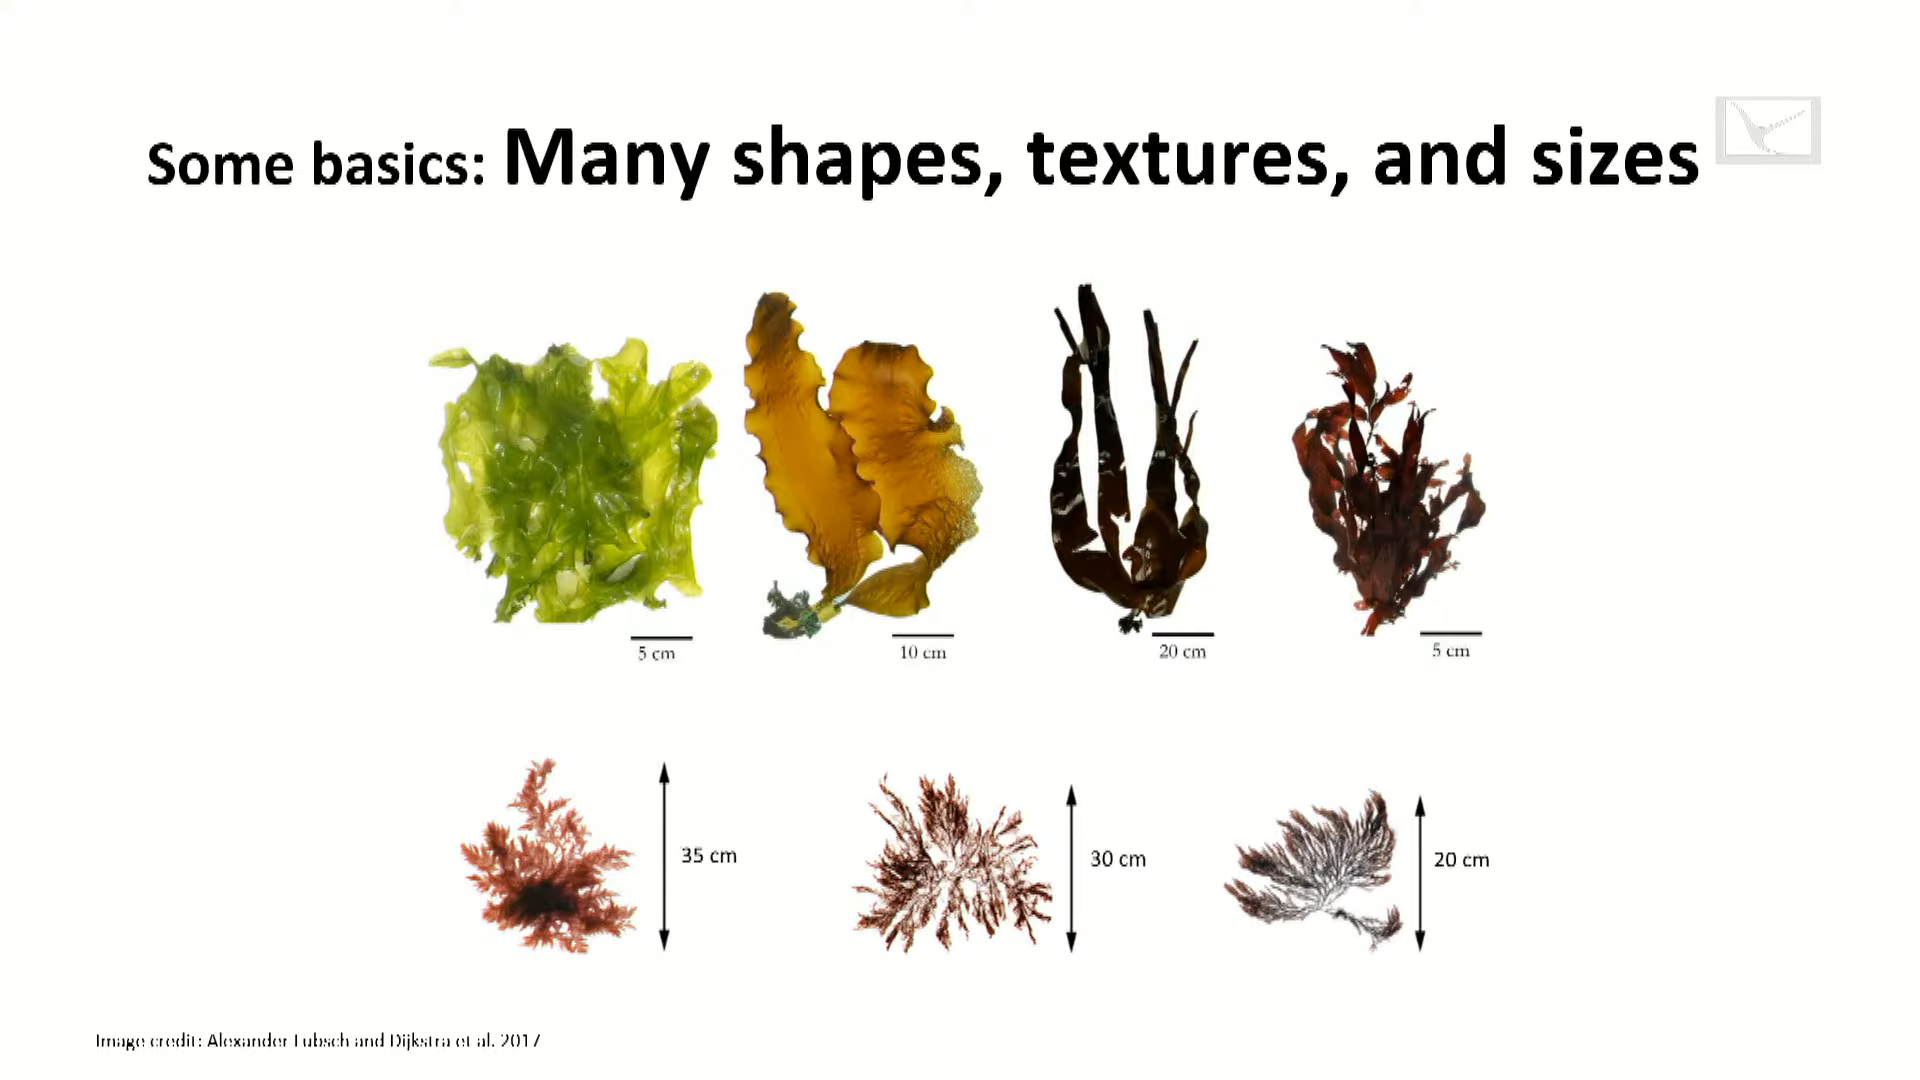 Some basics: Many shapes, textures, and sizes
5 cm
10 cm
20 cm
5 cm
35 cm
30 cm
20 cm
Image credit: Alexander Lubsch and Dijkstra et al. 2017